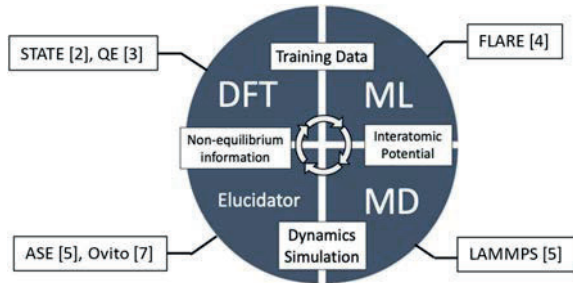 STATE [2], QE [3]
FLARE [4]
Training Data
DFT
ML
Non-equilibrium
information
Interatomic
Potential
Elucidator
MD
Dynamics
Simulation
ASE [5], Ovito [7]
LAMMPS [5]